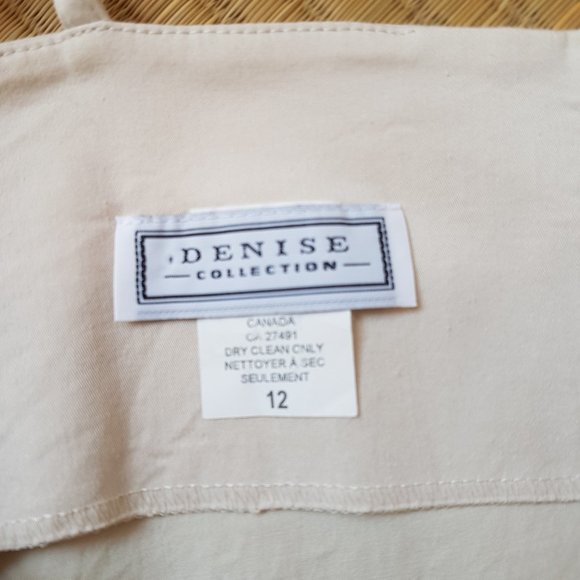 DENISE
COLLECTION
CANADA
CA 27491
DRY CLEAN ONLY
NETTOYER À SEC
SEULEMENT
12